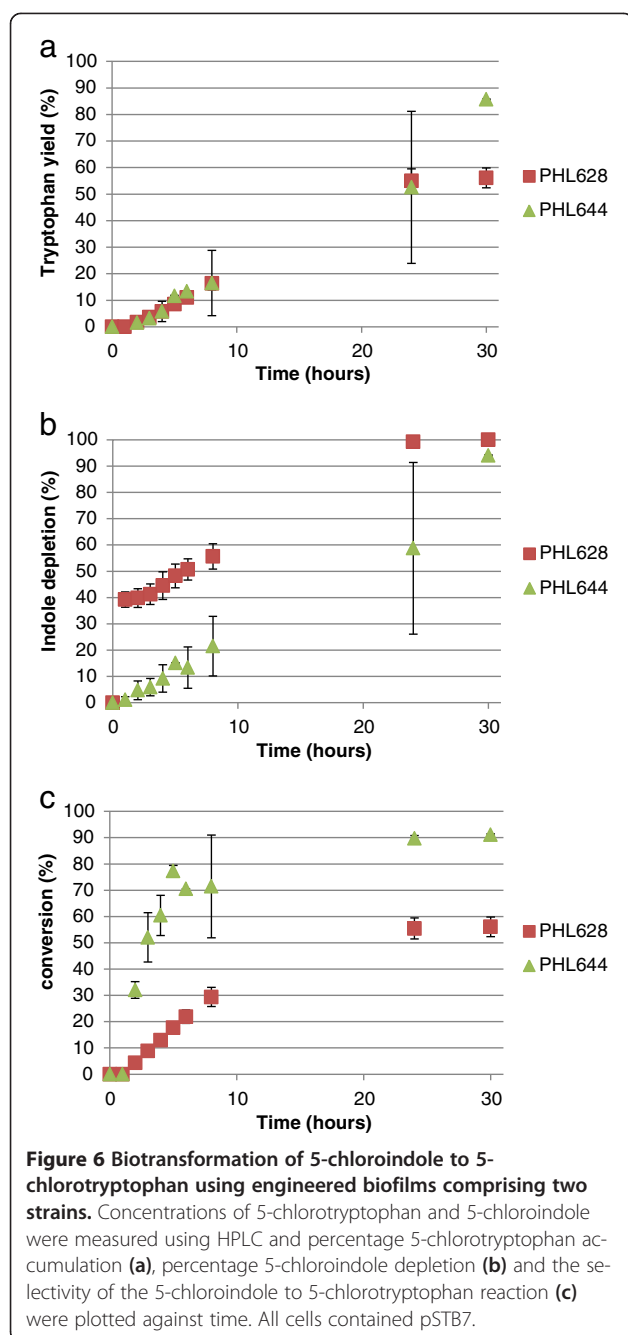 a
100
90
80
70
60
50
40
30
20
10
0
Tryptophan yield (%)
0 10 20 30
Time (hours)
PHL628
PHL644
b
100
90
80
70
60
50
40
30
20
10
0
Indole depletion (%)
0 10 20 30
Time (hours)
PHL628
PHL644
c
100
90
80
70
60
50
40
30
20
10
0
conversion (%)
0 10 20 30
Time (hours)
PHL628
PHL644
Figure 6 Biotransformation of 5-chloroindole to 5-
chlorotryptophan using engineered biofilms comprising two
strains. Concentrations of 5-chlorotryptophan and 5-chloroindole
were measured using HPLC and percentage 5-chlorotryptophan ac-
cumulation (a), percentage 5-chloroindole depletion (b) and the se-
lectivity of the 5-chloroindole to 5-chlorotryptophan reaction (c)
were plotted against time. All cells contained pSTB7.